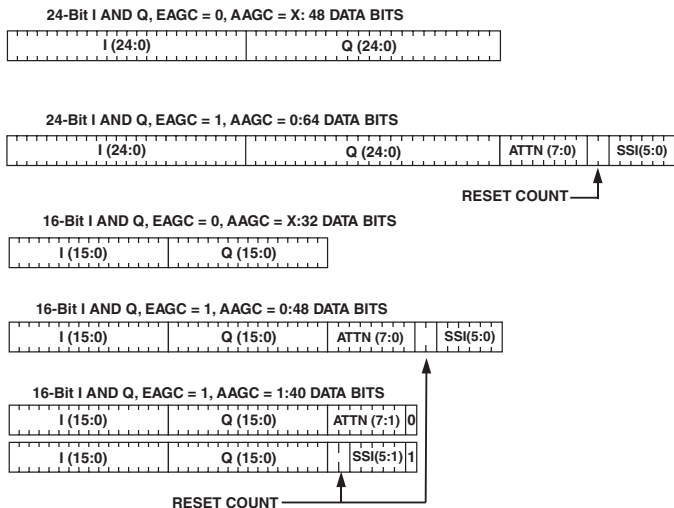 24-Bit I AND Q, EAGC = 0, AAGC = X: 48 DATA BITS
I (24:0) Q (24:0)
24-Bit I AND Q, EAGC = 1, AAGC = 0:64 DATA BITS
I (24:0) Q (24:0) ATTN (7:0) SSI(5:0)
RESET COUNT
16-Bit I AND Q, EAGC = 0, AAGC = X:32 DATA BITS
I (15:0) Q (15:0)
16-Bit I AND Q, EAGC = 1, AAGC = 0:48 DATA BITS
I (15:0) Q (15:0) ATTN (7:0) SSI(5:0)
16-Bit I AND Q, EAGC = 1, AAGC = 1:40 DATA BITS
I (15:0) Q (15:0) ATTN (7:1) 0
I (15:0) Q (15:0) SSI(5:1) 1
RESET COUNT